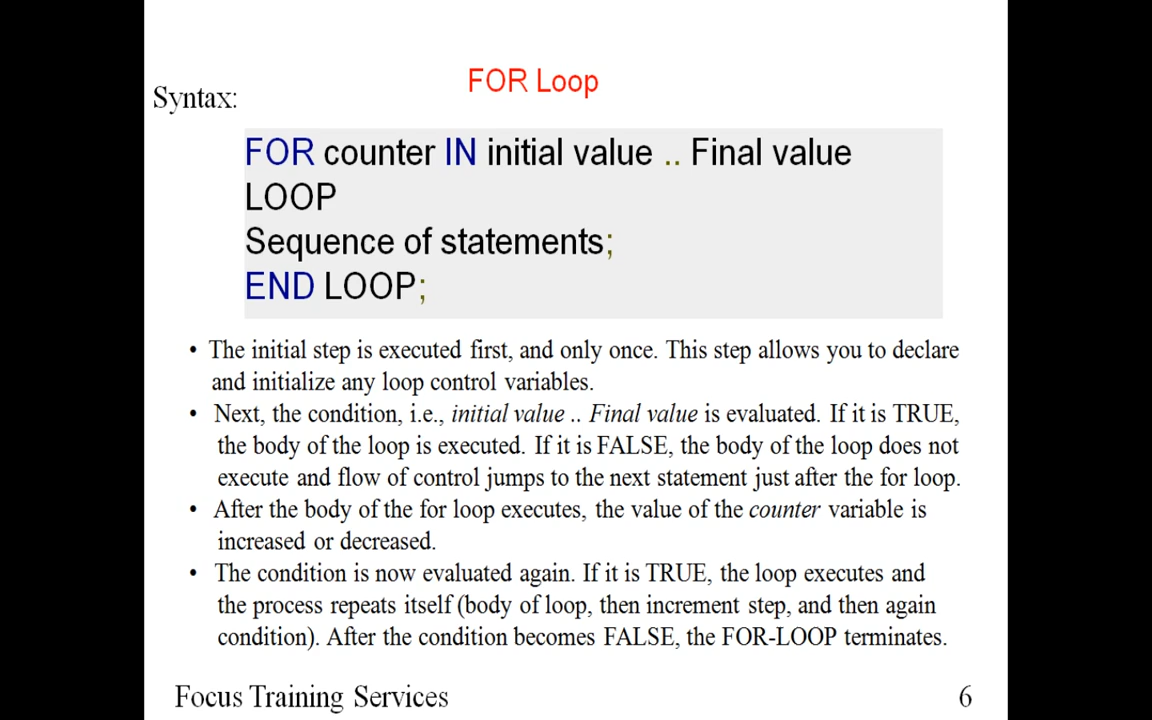 FOR Loop
Syntax:
FOR counter IN initial value .. Final value
LOOP
Sequence of statements;
END LOOP;
• The initial step is executed first, and only once. This step allows you to declare
and initialize any loop control variables.
• Next, the condition, i.e., initial value .. Final value is evaluated. If it is TRUE,
the body of the loop is executed. If it is FALSE, the body of the loop does not
execute and flow of control jumps to the next statement just after the for loop.
• After the body of the for loop executes, the value of the counter variable is
increased or decreased.
• The condition is now evaluated again. If it is TRUE, the loop executes and
the process repeats itself (body of loop, then increment step, and then again
condition). After the condition becomes FALSE, the FOR-LOOP terminates.
Focus Training Services
6